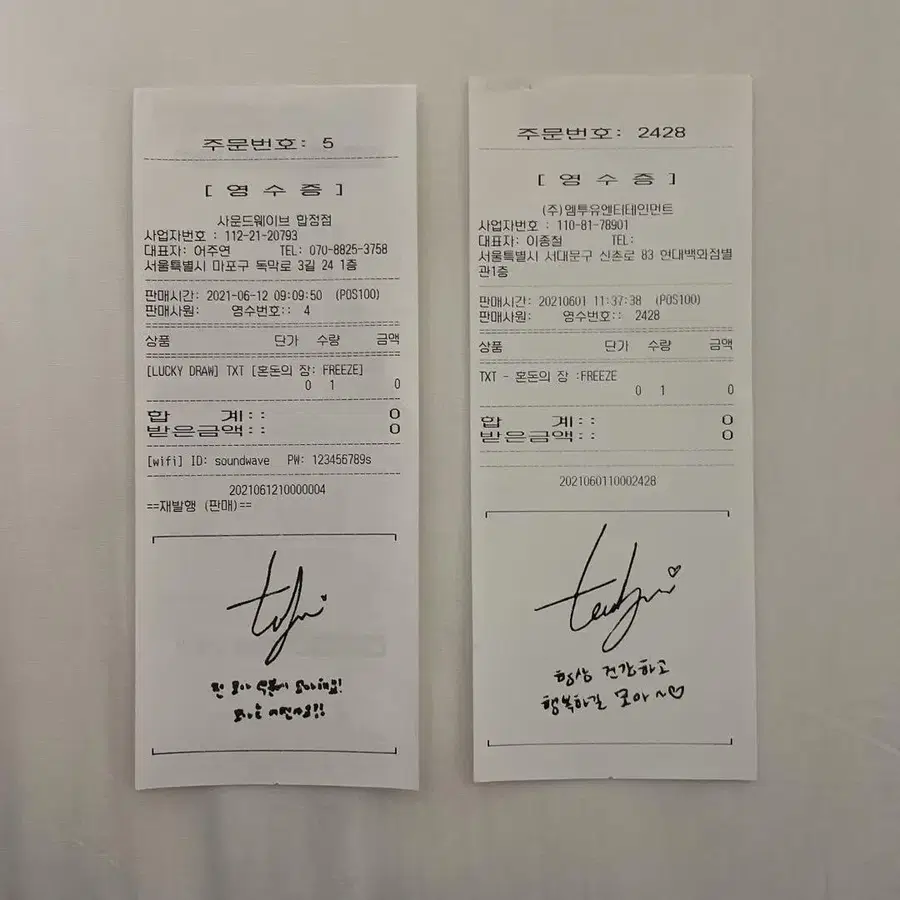 주문번호: 5
[ 영 수 증 ]
사운드웨이브 합정점
사업자번호 : 112-21-20793
대표자: 어주연 TEL: 070-8825-3758
서울특별시 마포구 독막로 3길 24 1층
판매시간: 2021-06-12 09:09:50 (POS100)
판매사원: 영수번호:: 4
상품 단가 수량 금액
[LUCKY DRAW] TXT [혼돈의 장: FREEZE]
0 1 0
합 계:: 0
받은금액:: 0
[wifi] ID: soundwave PW: 123456789s
2021061210000004
==재발행 (판매)==
주문번호: 2428
[ 영 수 증 ]
(주)엠투유엔터테인먼트
사업자번호 : 110-81-78901
대표자: 이종철 TEL:
서울특별시 서대문구 신촌로 83 현대백화점별
관1층
판매시간: 20210601 11:37:38 (POS100)
판매사원: 영수번호:: 2428
상품 단가 수량 금액
TXT - 혼돈의 장 :FREEZE
0 1 0
합 계:: 0
받은금액:: 0
2021060110002428
항상 건강하고
행복하길 모아~♡